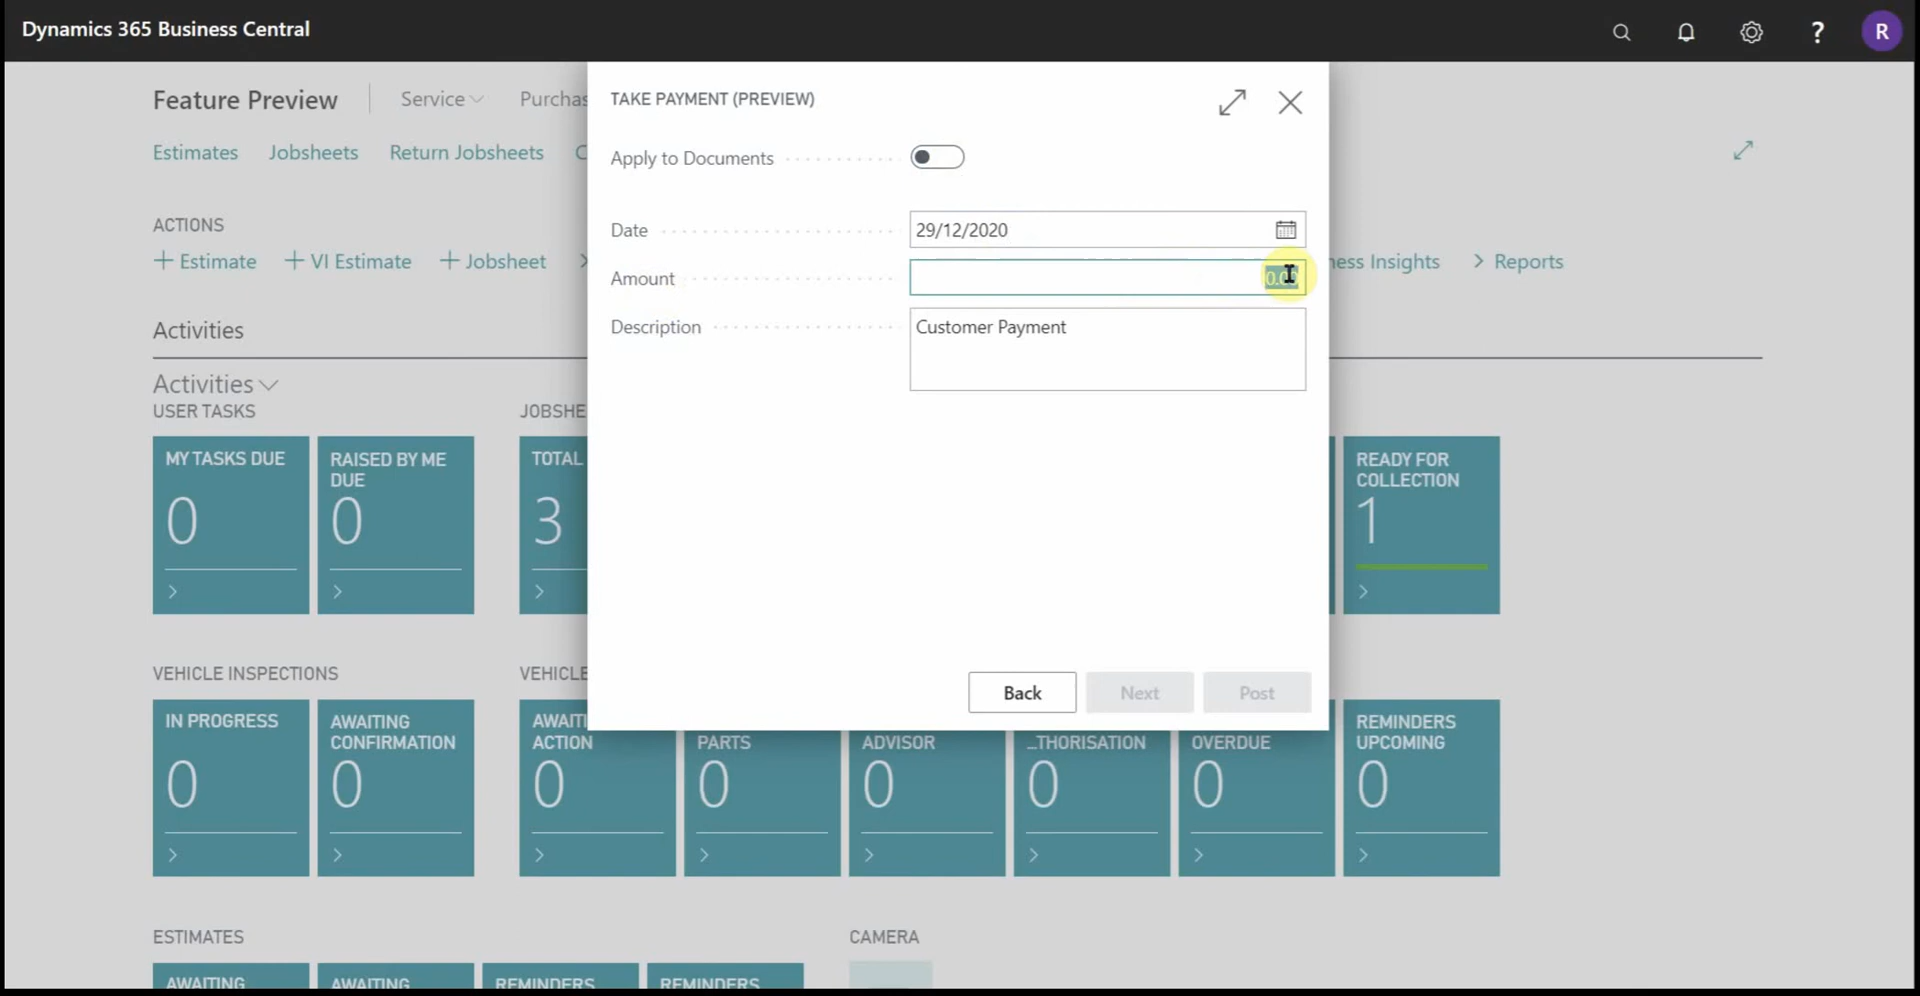 Dynamics 365 Business Central
?
R
Feature Preview
Service
Purchas
Estimates
Jobsheets
Return Jobsheets
C
ACTIONS
+ Estimate
+ VI Estimate
+ Jobsheet
ness Insights
> Reports
Activities
Activities
USER TASKS
JOBSHE
MY TASKS DUE
0
RAISED BY ME
DUE
0
TOTAL
3
READY FOR
COLLECTION
1
VEHICLE INSPECTIONS
VEHICLE
IN PROGRESS
0
AWAITING
CONFIRMATION
0
AWAITI
ACTION
0
PARTS
0
ADVISOR
0
_THORISATION
0
OVERDUE
0
REMINDERS
UPCOMING
0
ESTIMATES
CAMERA
AWAITING
AWAITING
REMINDERS
REMINDERS
TAKE PAYMENT (PREVIEW)
Apply to Documents
Date
29/12/2020
Amount
Description
Customer Payment
Back
Next
Post